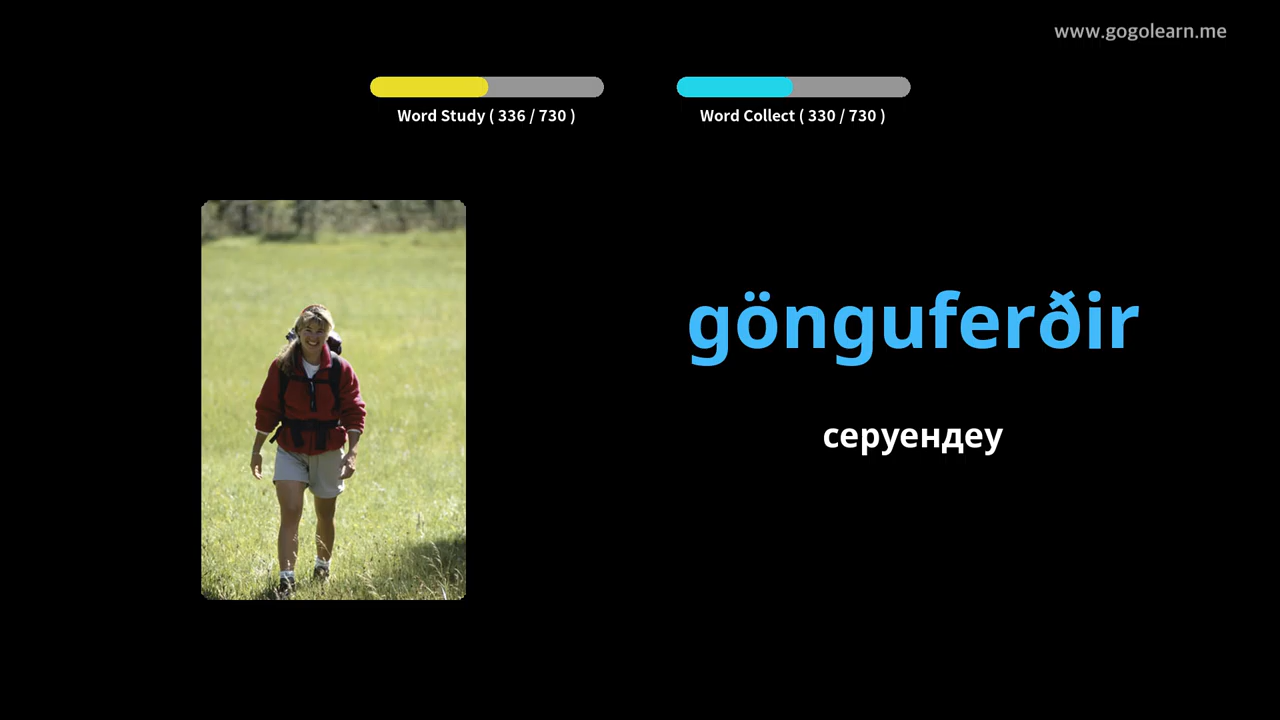 www.gogolearn.me
Word Study ( 336 / 730 )
Word Collect ( 330 / 730 )
gönguferðir
серуендеу